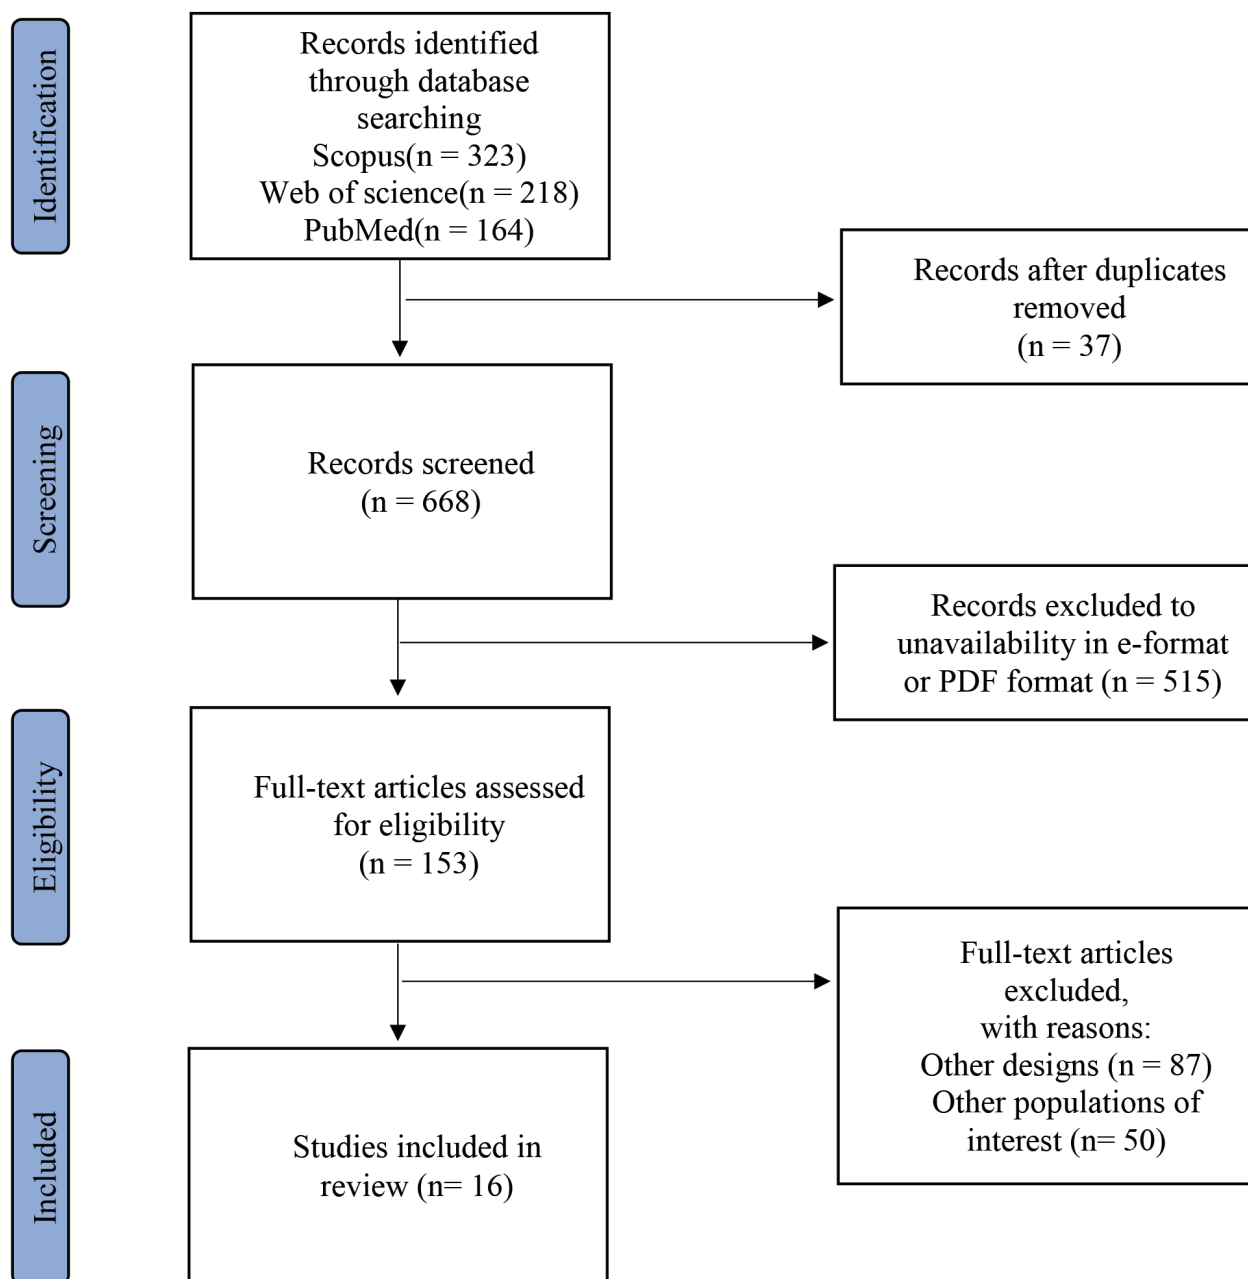 Identification
Records identified
through database
searching
Scopus(n = 323)
Web of science(n = 218)
PubMed(n = 164)
Records after duplicates
removed
(n = 37)
Screening
Records screened
(n = 668)
Records excluded to
unavailability in e-format
or PDF format (n = 515)
Eligibility
Full-text articles assessed
for eligibility
(n = 153)
Full-text articles
excluded,
with reasons:
Other designs (n = 87)
Other populations of
interest (n= 50)
Included
Studies included in
review (n= 16)